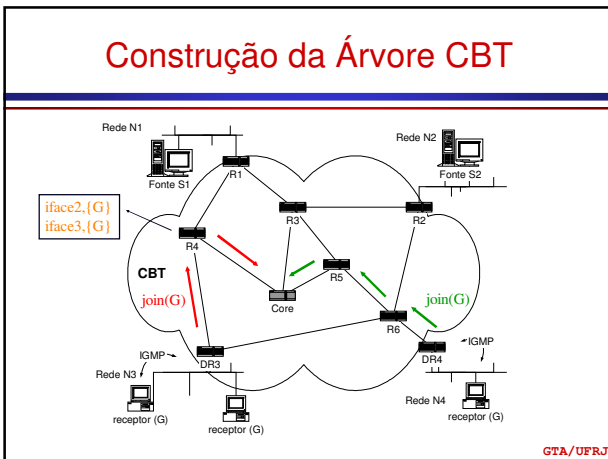 Construção da Árvore CBT
Rede N1
Fonte S1
R1
Rede N2
Fonte S2
iface2,{G}
iface3,{G}
R3
R2
R4
CBT
R5
join(G)
Core
join(G)
R6
IGMP
DR3
DR4
IGMP
Rede N3
receptor (G)
receptor (G)
Rede N4
receptor (G)
GTA/UFRJ